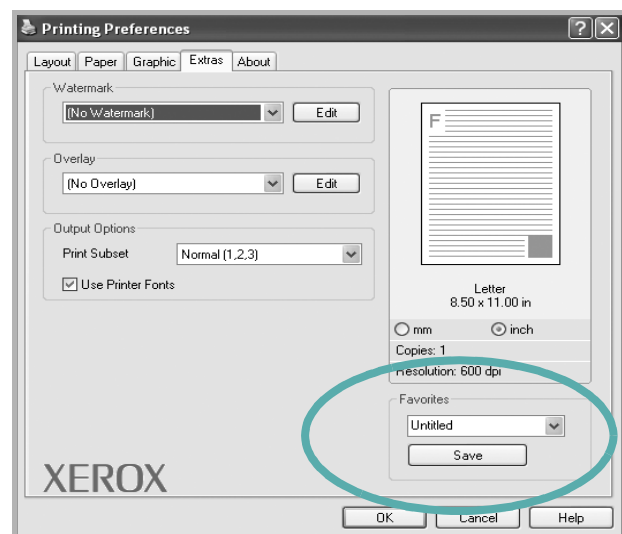 Printing Preferences
Layout Paper Graphic Extras About
Watermark
(No Watermark) Edit
Overlay
(No Overlay) Edit
Output Options
Print Subset Normal (1,2,3)
Use Printer Fonts
F
Letter
8.50 x 11.00 in
mm inch
Copies: 1
Resolution: 600 dpi
Favorites
Untitled
Save
XEROX
OK Cancel Help